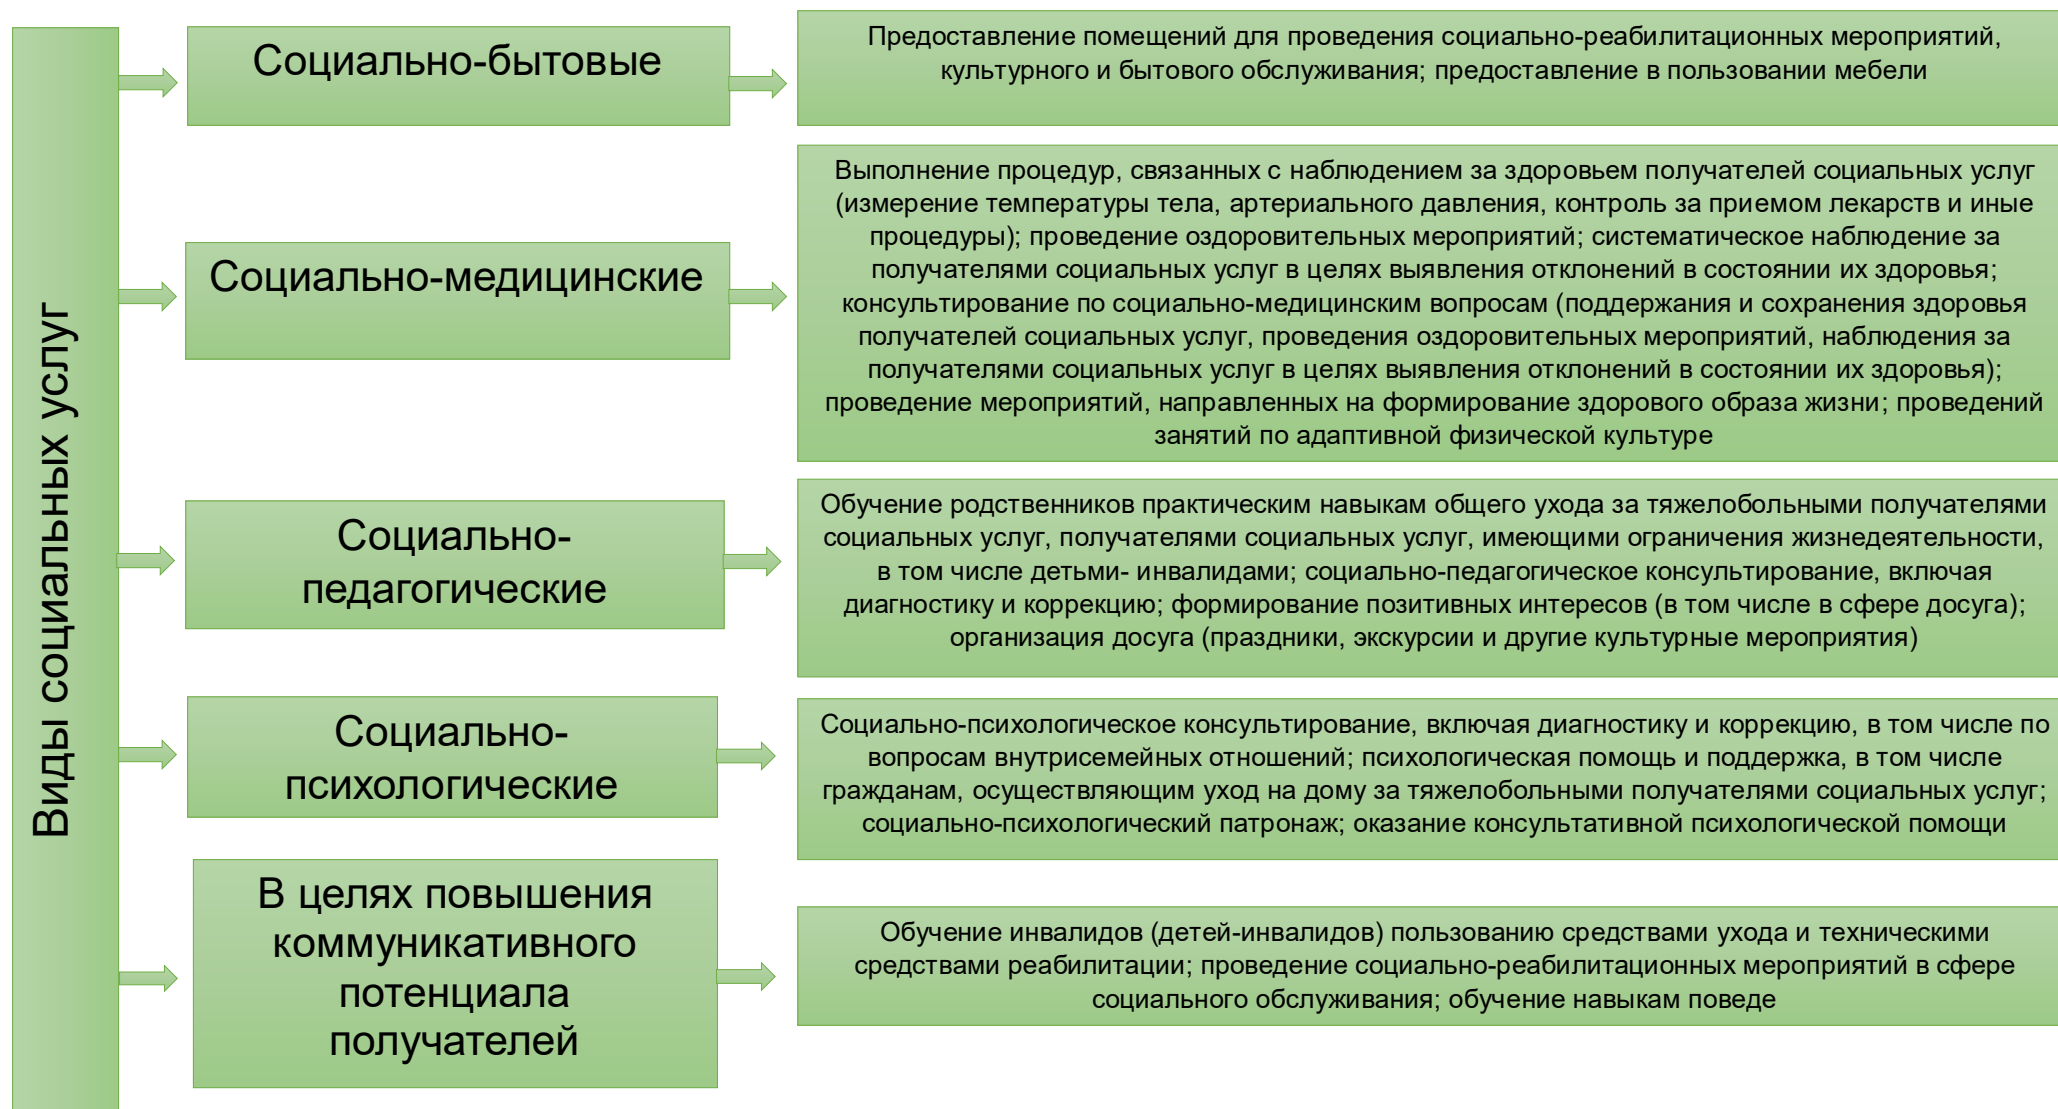 Виды социальных услуг
Социально-бытовые
Предоставление помещений для проведения социально-реабилитационных мероприятий,
культурного и бытового обслуживания; предоставление в пользовании мебели
Социально-медицинские
Выполнение процедур, связанных с наблюдением за здоровьем получателей социальных услуг
(измерение температуры тела, артериального давления, контроль за приемом лекарств и иные
процедуры); проведение оздоровительных мероприятий; систематическое наблюдение за
получателями социальных услуг в целях выявления отклонений в состоянии их здоровья;
консультирование по социально-медицинским вопросам (поддержания и сохранения здоровья
получателей социальных услуг, проведения оздоровительных мероприятий, наблюдения за
получателями социальных услуг в целях выявления отклонений в состоянии их здоровья);
проведение мероприятий, направленных на формирование здорового образа жизни; проведений
занятий по адаптивной физической культуре
Социально-
педагогические
Обучение родственников практическим навыкам общего ухода за тяжелобольными получателями
социальных услуг, получателями социальных услуг, имеющими ограничения жизнедеятельности,
в том числе детьми- инвалидами; социально-педагогическое консультирование, включая
диагностику и коррекцию; формирование позитивных интересов (в том числе в сфере досуга);
организация досуга (праздники, экскурсии и другие культурные мероприятия)
Социально-
психологические
Социально-психологическое консультирование, включая диагностику и коррекцию, в том числе по
вопросам внутрисемейных отношений; психологическая помощь и поддержка, в том числе
гражданам, осуществляющим уход на дому за тяжелобольными получателями социальных услуг;
социально-психологический патронаж; оказание консультативной психологической помощи
В целях повышения
коммуникативного
потенциала
получателей
Обучение инвалидов (детей-инвалидов) пользованию средствами ухода и техническими
средствами реабилитации; проведение социально-реабилитационных мероприятий в сфере
социального обслуживания; обучение навыкам поведе